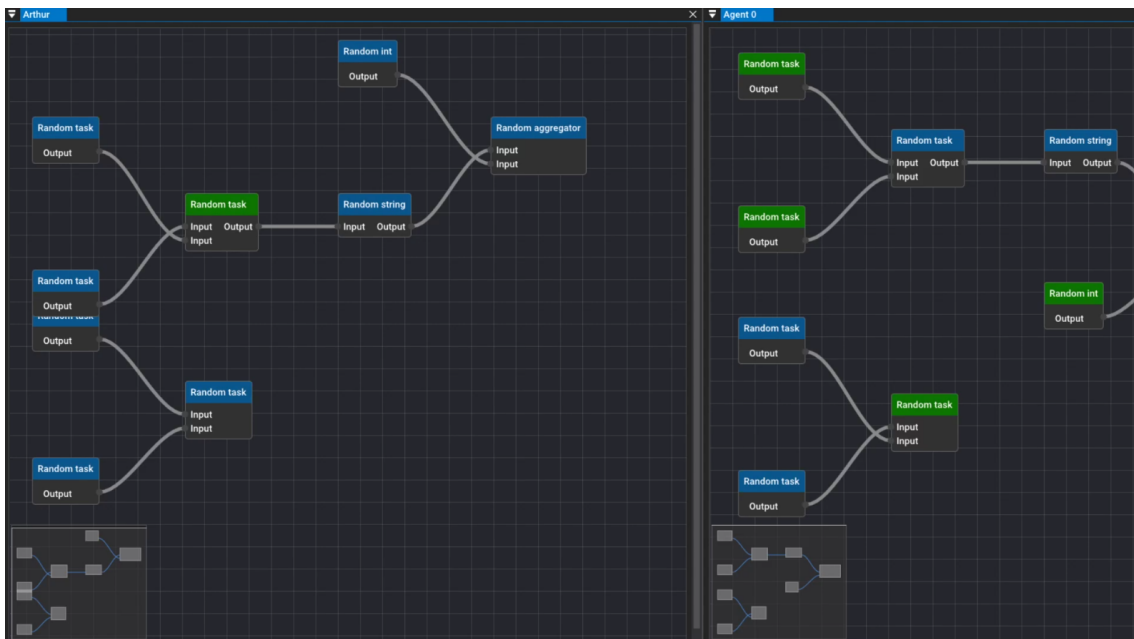 Arthur
Random int
Output
Random task
Output
Random aggregator
Input
Input
Random task
Input Output
Input
Random string
Input Output
Random task
Output
Random task
Output
Random task
Input
Input
Random task
Output
Agent 0
Random task
Output
Random task
Input Output
Input
Random string
Input Output
Random task
Output
Random int
Output
Random task
Output
Random task
Input
Input
Random task
Output